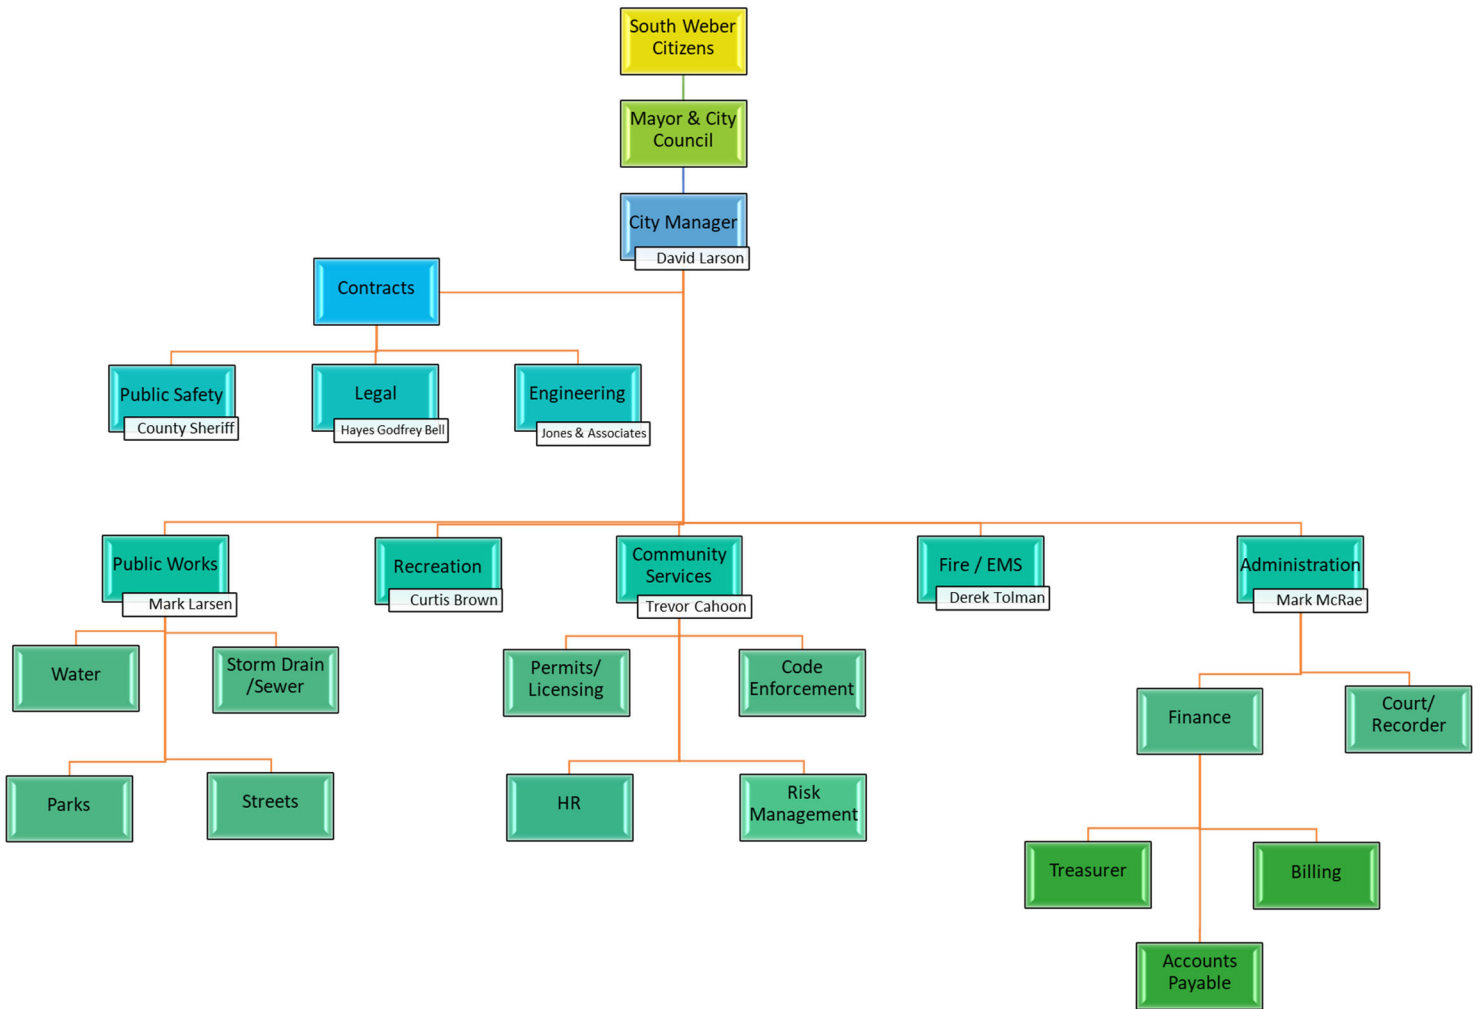 South Weber
Citizens
Mayor & City
Council
City Manager
David Larson
Contracts
Public Safety
County Sheriff
Legal
Hayes Godfrey Bell
Engineering
Jones & Associates
Public Works
Mark Larsen
Recreation
Curtis Brown
Community
Services
Trevor Cahoon
Fire / EMS
Derek Tolman
Administration
Mark McRae
Water
Storm Drain
/Sewer
Permits/
Licensing
Code
Enforcement
Finance
Court/
Recorder
Parks
Streets
HR
Risk
Management
Treasurer
Billing
Accounts
Payable